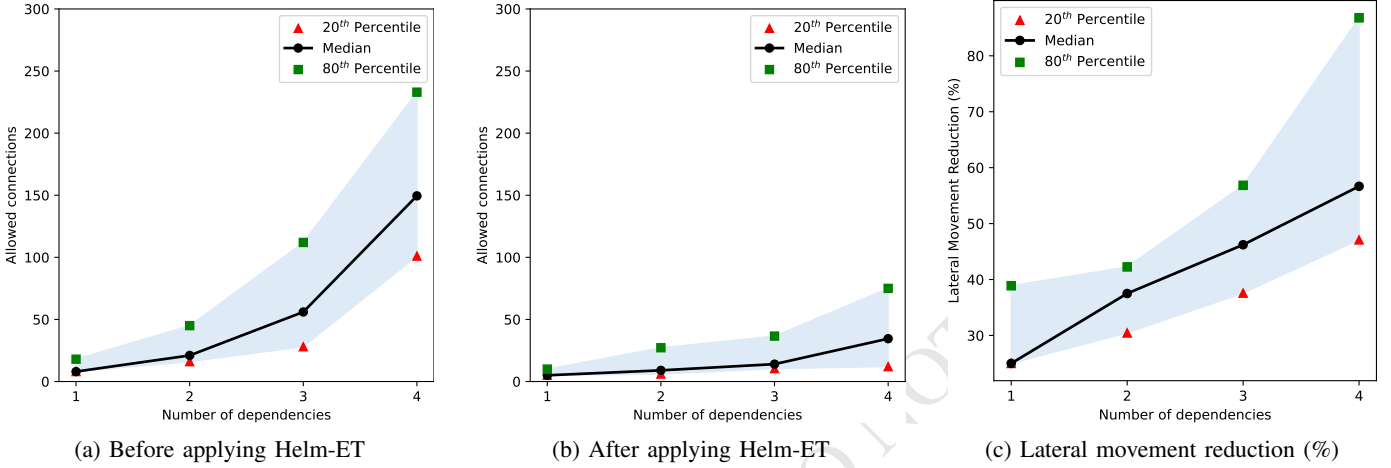 300
250
200
150
100
50
0
Allowed connections
20th Percentile
Median
80th Percentile
1 2 3 4
Number of dependencies
(a) Before applying Helm-ET
300
250
200
150
100
50
0
Allowed connections
20th Percentile
Median
80th Percentile
1 2 3 4
Number of dependencies
(b) After applying Helm-ET
80
70
60
50
40
30
Lateral Movement Reduction (%)
20th Percentile
Median
80th Percentile
1 2 3 4
Number of dependencies
(c) Lateral movement reduction (%)